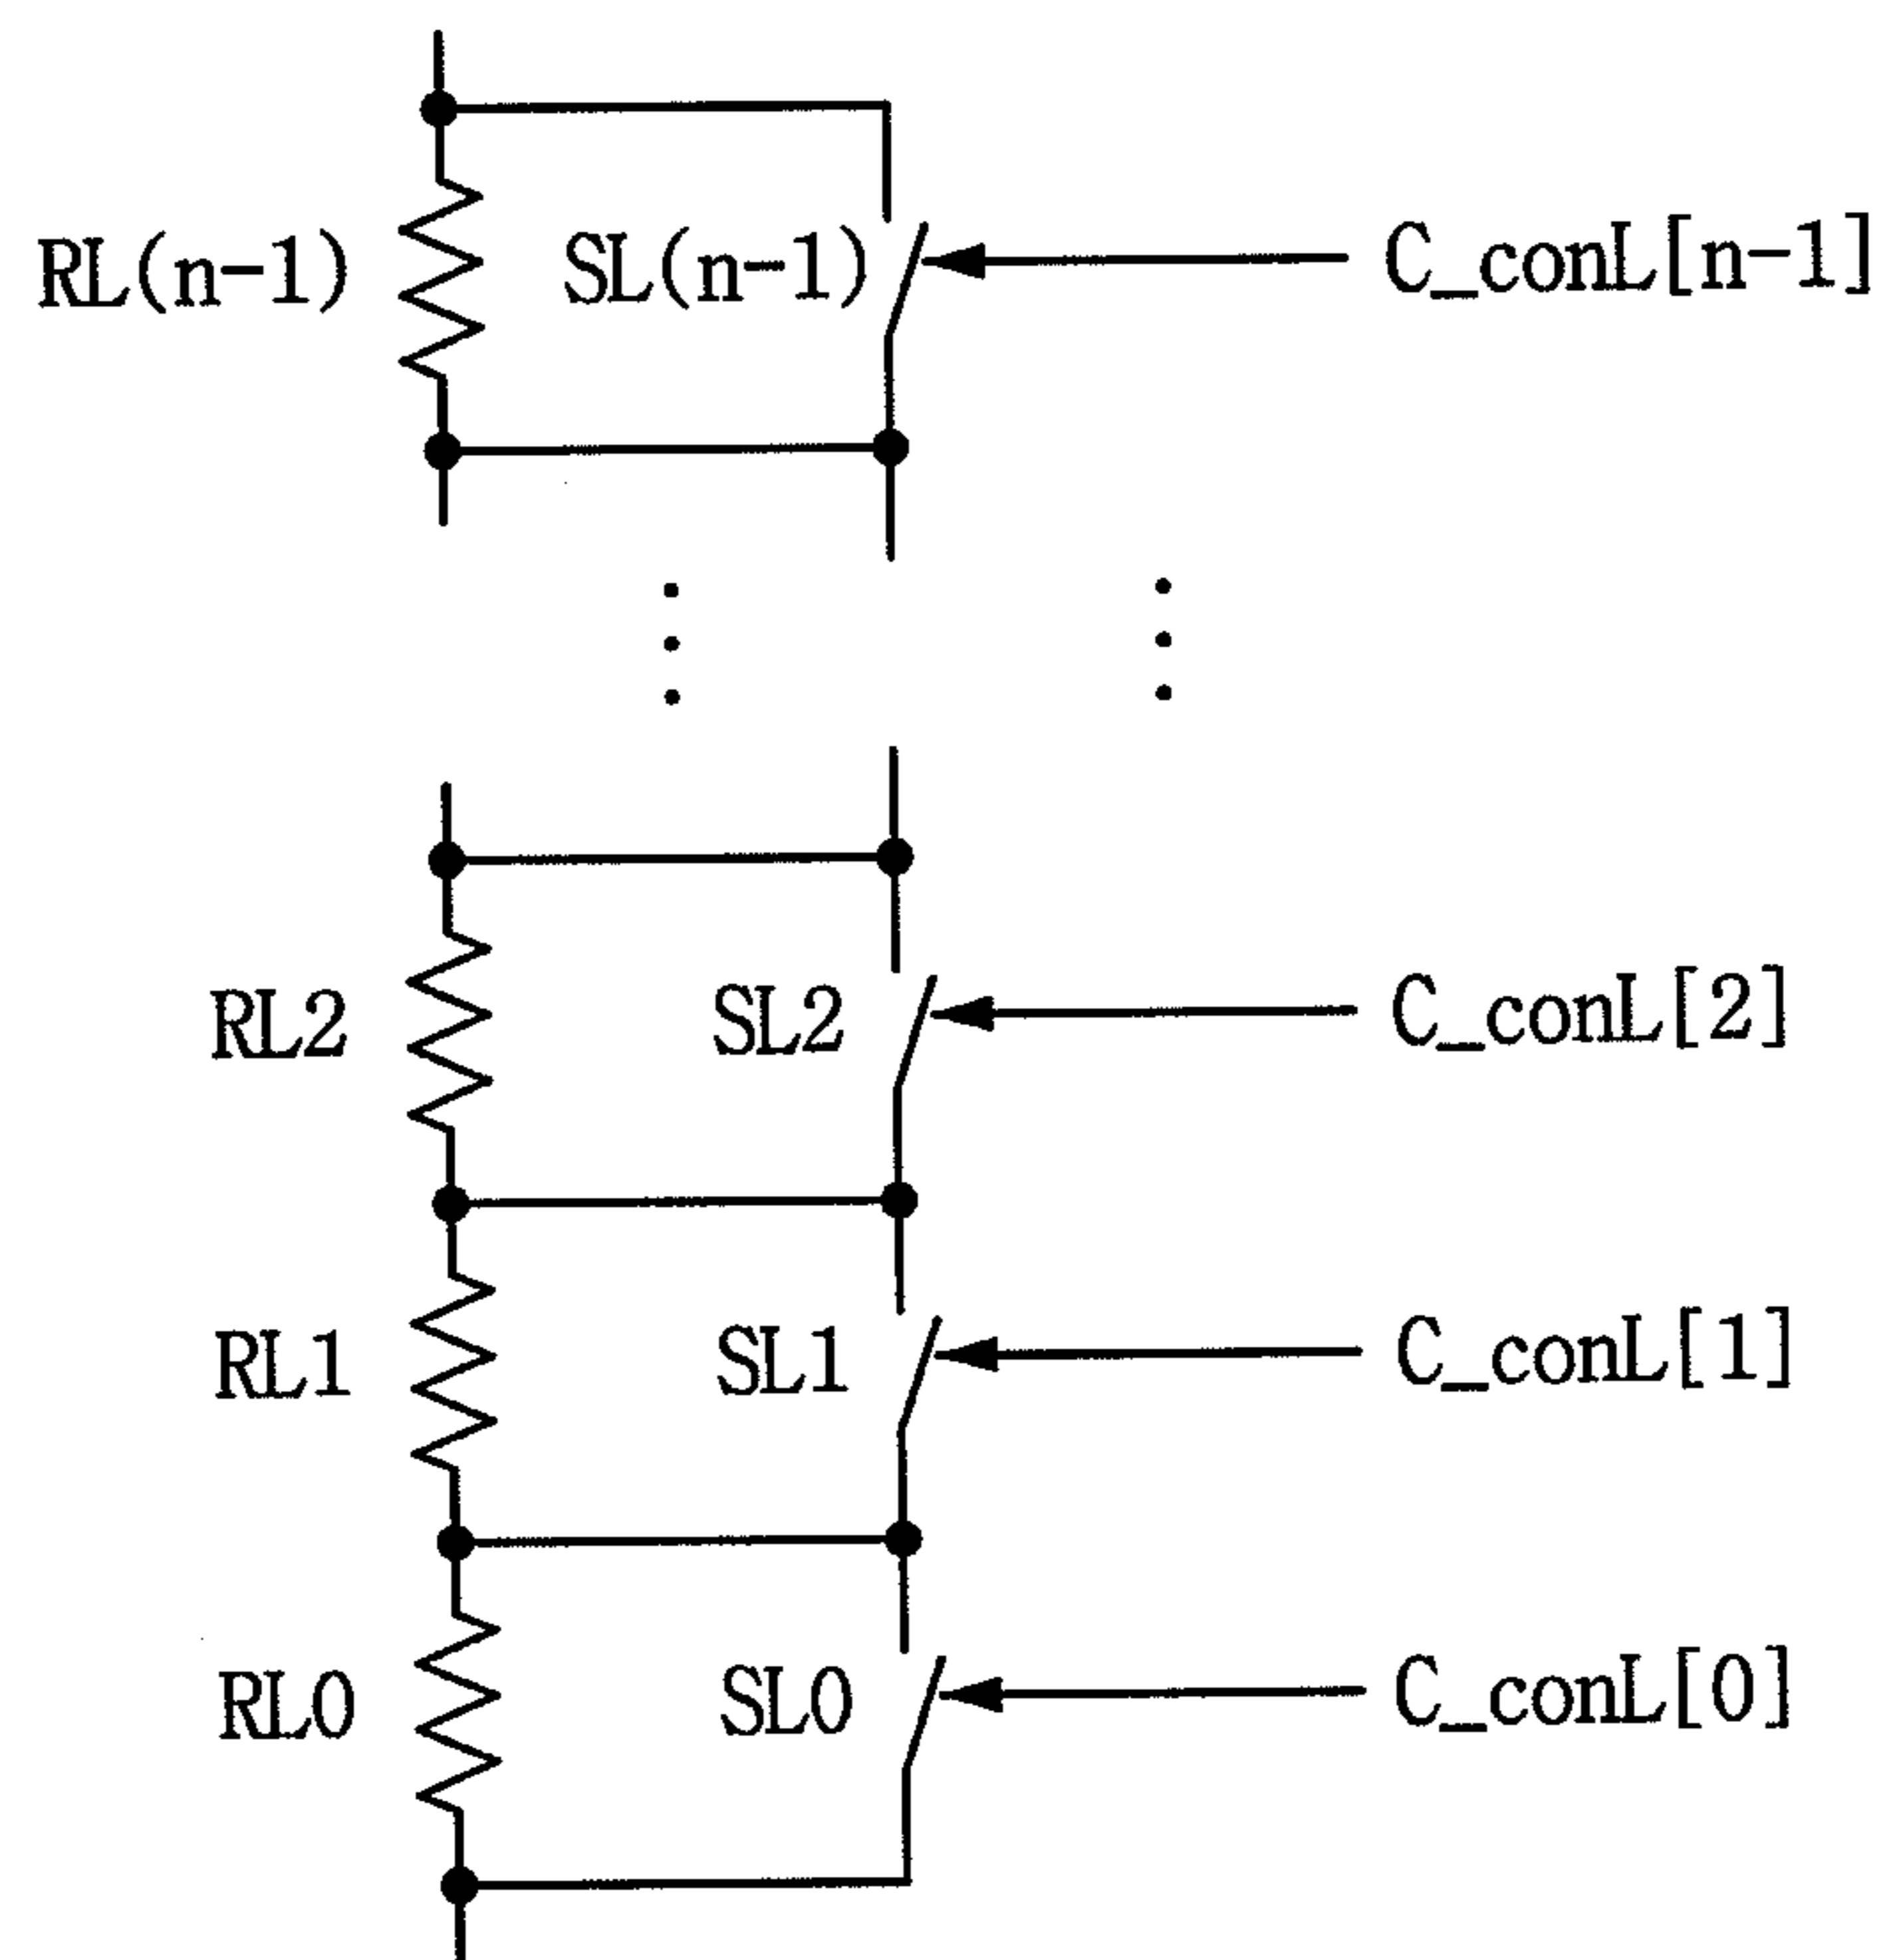 RL(n-1) SL(n-1) C_conL[n-1]
RL2 SL2 C_conL[2]
RL1 SL1 C_conL[1]
RL0 SL0 C_conL[0]